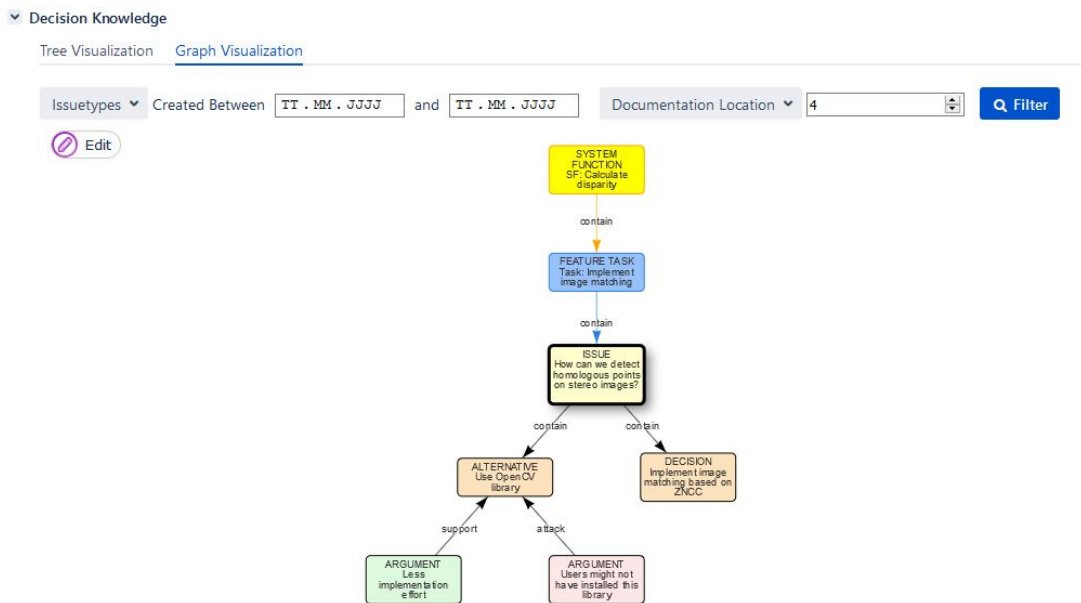 Decision Knowledge
Tree Visualization Graph Visualization
Issuetypes Created Between TT . MM . JJJJ and TT . MM . JJJJ Documentation Location 4 Filter
Edit
SYSTEM
FUNCTION
SF: Calculate
disparity
contain
FEATURE TASK
Task: Implement
image matching
contain
ISSUE
How can we detect
homologous points
on stereo images?
contain contain
ALTERNATIVE
Use OpenCV
library
DECISION
Implement image
matching based on
ZNCC
support attack
ARGUMENT
Less
implementation
effort
ARGUMENT
Users might not
have installed this
library